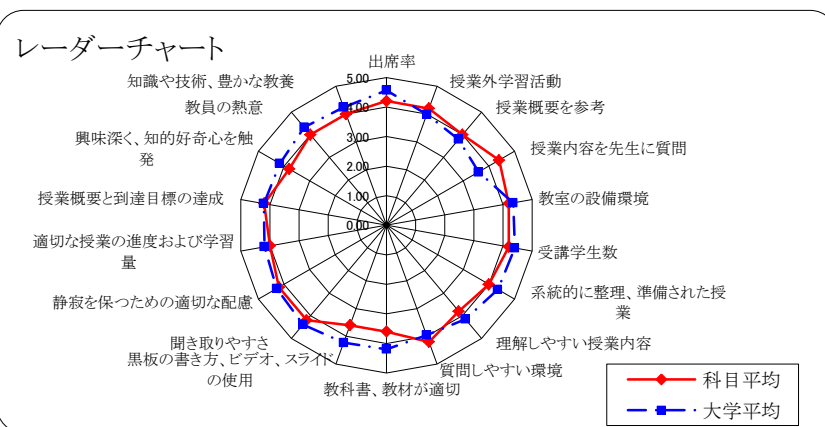 レーダーチャート
出席率
授業外学習活動
授業概要を参考
授業内容を先生に質問
教室の設備環境
受講学生数
系統的に整理、準備された授
業
理解しやすい授業内容
質問しやすい環境
教科書、教材が適切
黒板の書き方、ビデオ、スライド
の使用
聞き取りやすさ
静寂を保つための適切な配慮
適切な授業の進度および学習
量
授業概要と到達目標の達成
興味深く、知的好奇心を触
発
教員の熱意
知識や技術、豊かな教養
5.00
4.00
3.00
2.00
1.00
0.00
科目平均
大学平均